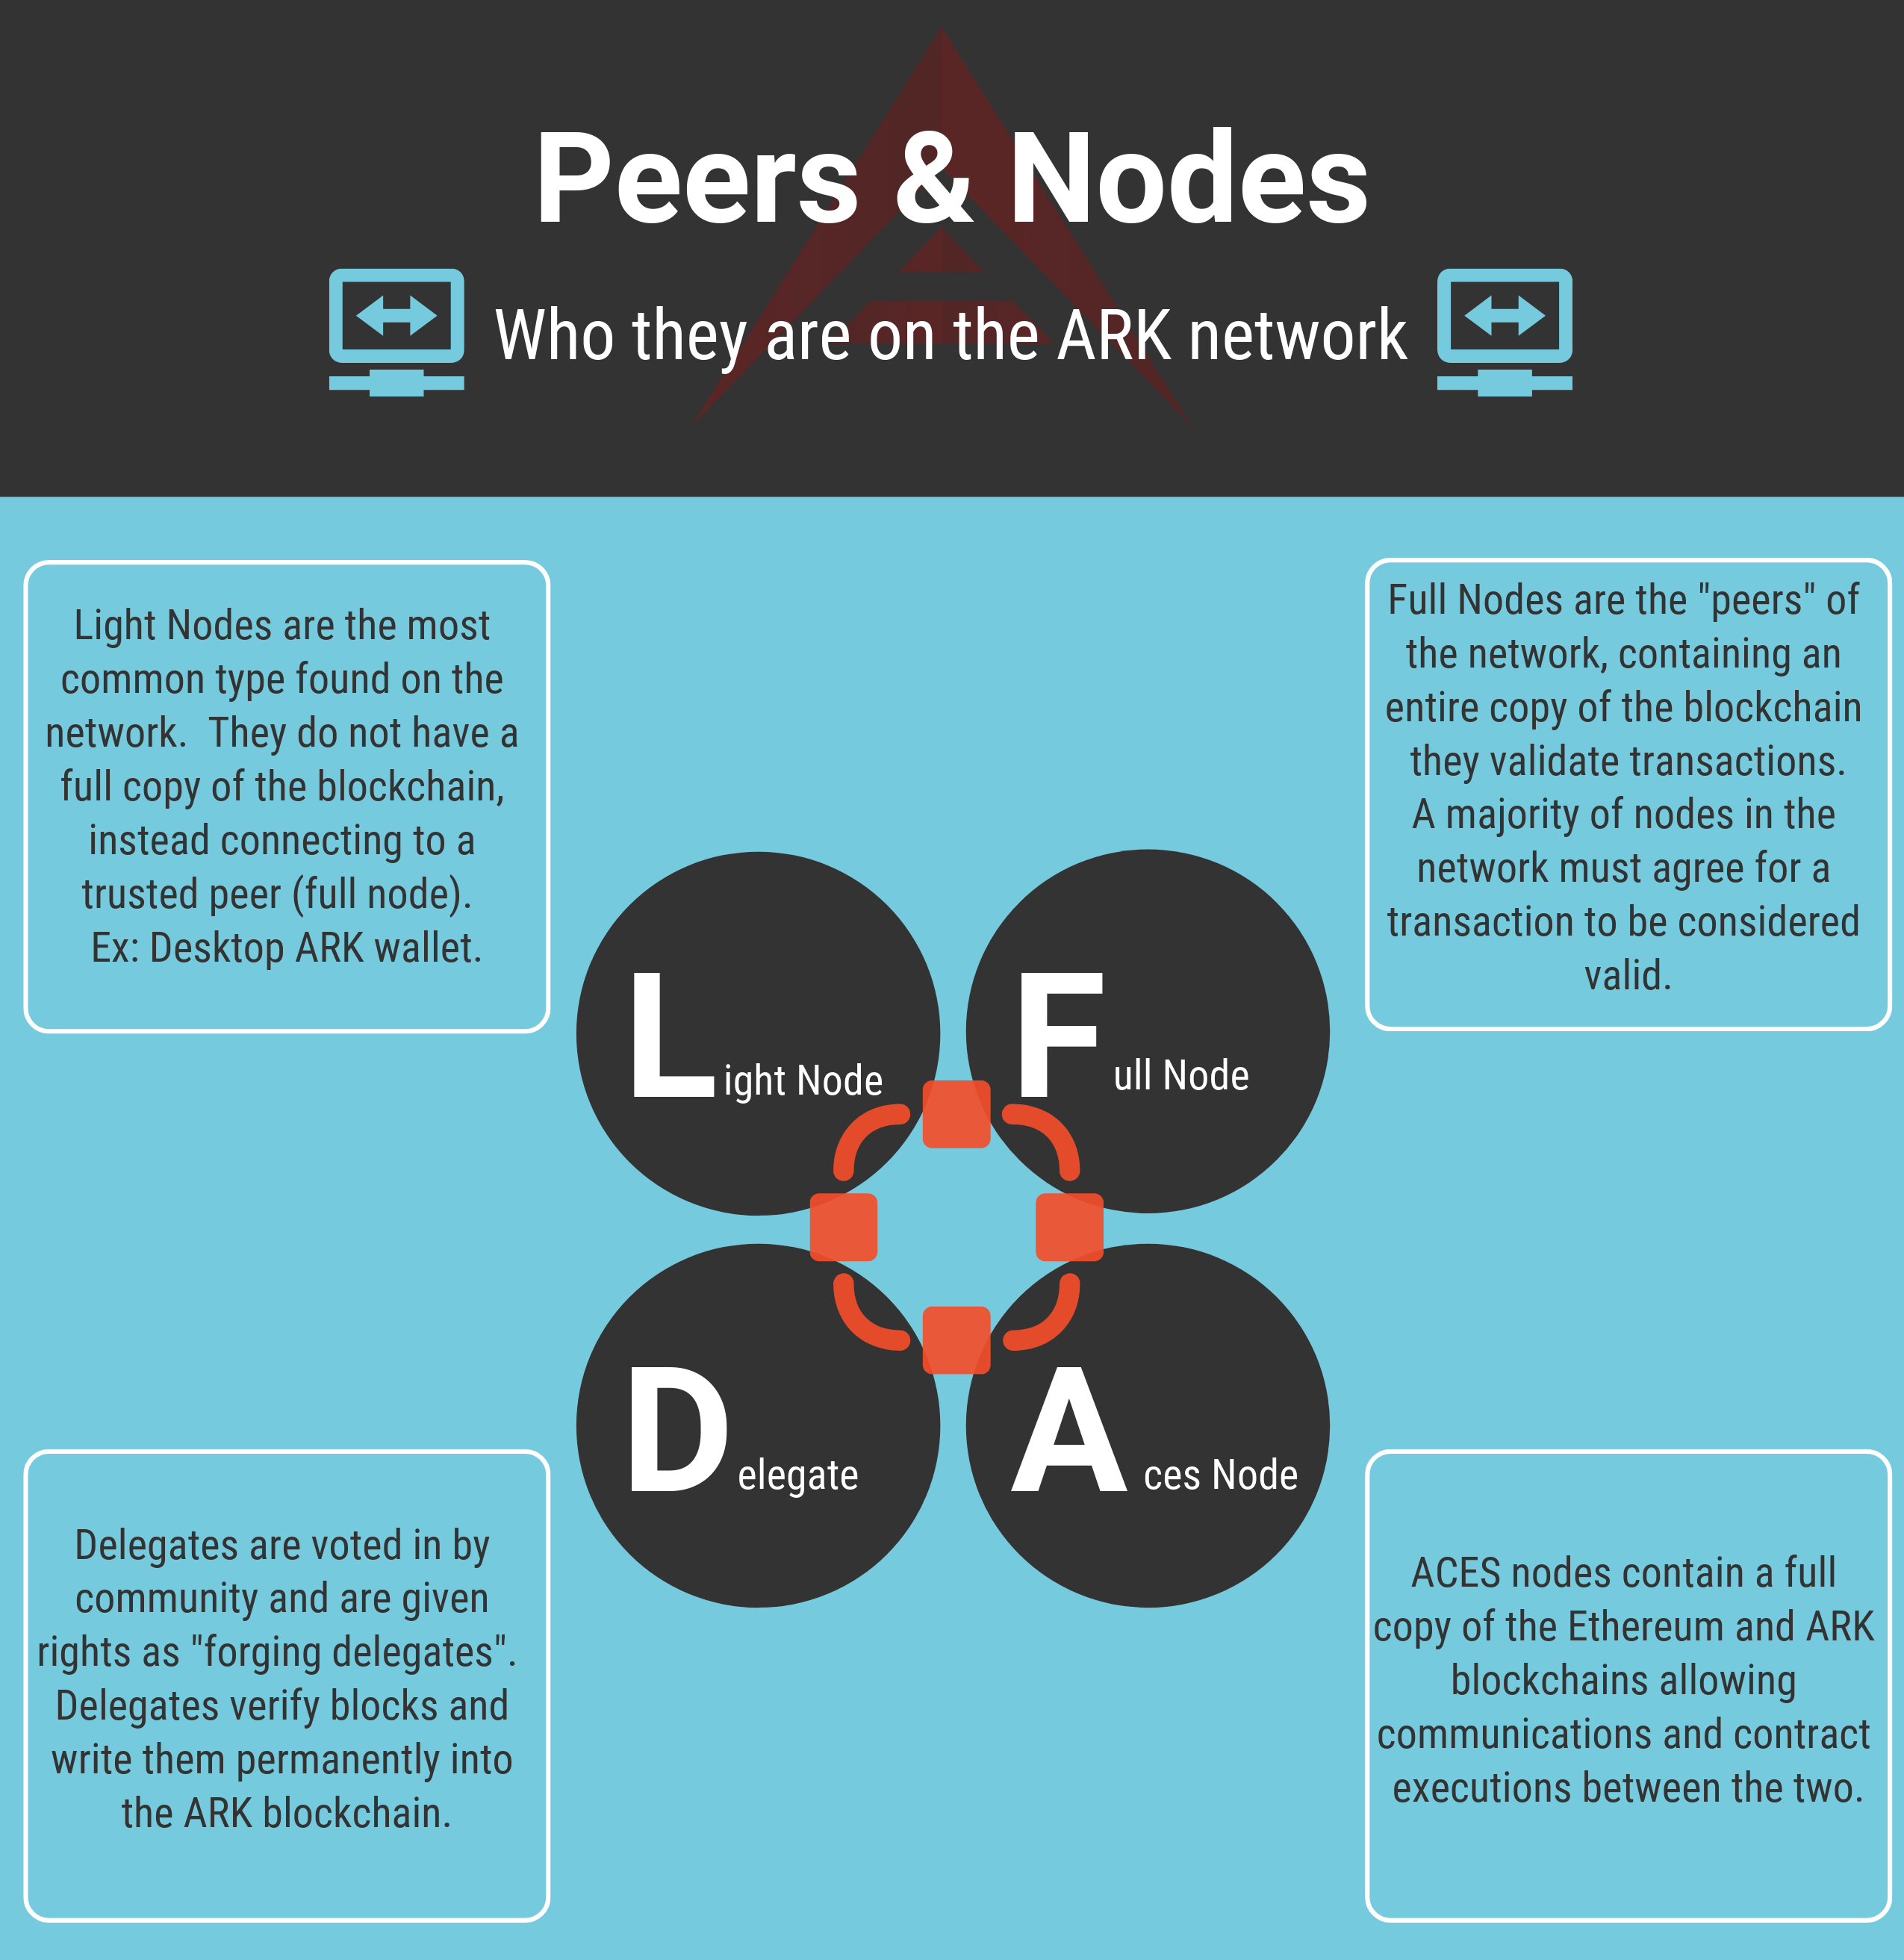 Peers & Nodes
Who they are on the ARK network
Light Nodes are the most
common type found on the
network.  They do not have a
full copy of the blockchain,
instead connecting to a
trusted peer (full node).
Ex: Desktop ARK wallet.
Full Nodes are the "peers" of
the network, containing an
entire copy of the blockchain
they validate transactions.
A majority of nodes in the
network must agree for a
transaction to be considered
valid.
Light Node
Full Node
Delegate
Aces Node
Delegates are voted in by
community and are given
rights as "forging delegates".
Delegates verify blocks and
write them permanently into
the ARK blockchain.
ACES nodes contain a full
copy of the Ethereum and ARK
blockchains allowing
communications and contract
executions between the two.